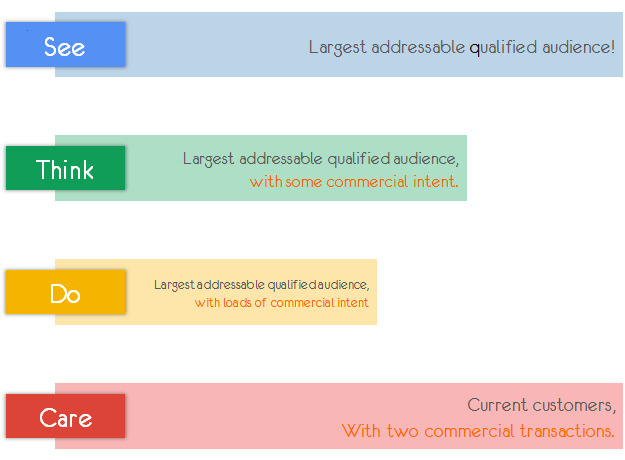 See
Largest addressable qualified audience!
Think
Largest addressable qualified audience,
with some commercial intent.
Do
Largest addressable qualified audience,
with loads of commercial intent
Care
Current customers,
With two commercial transactions.